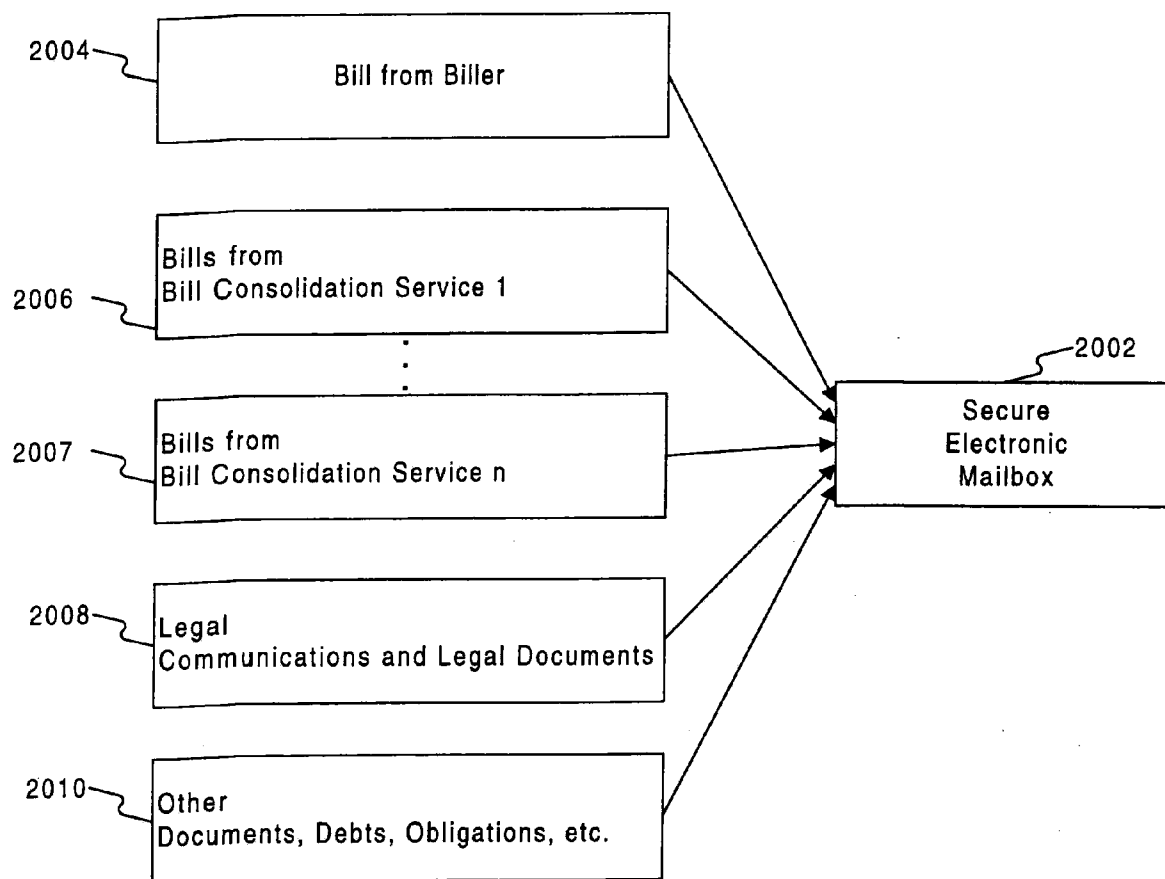 2004
Bill from Biller
Bills from
Bill Consolidation Service 1
2006
2002
Secure
Electronic
Mailbox
Bills from
Bill Consolidation Service n
2007
2008
Legal
Communications and Legal Documents
2010
Other
Documents, Debts, Obligations, etc.